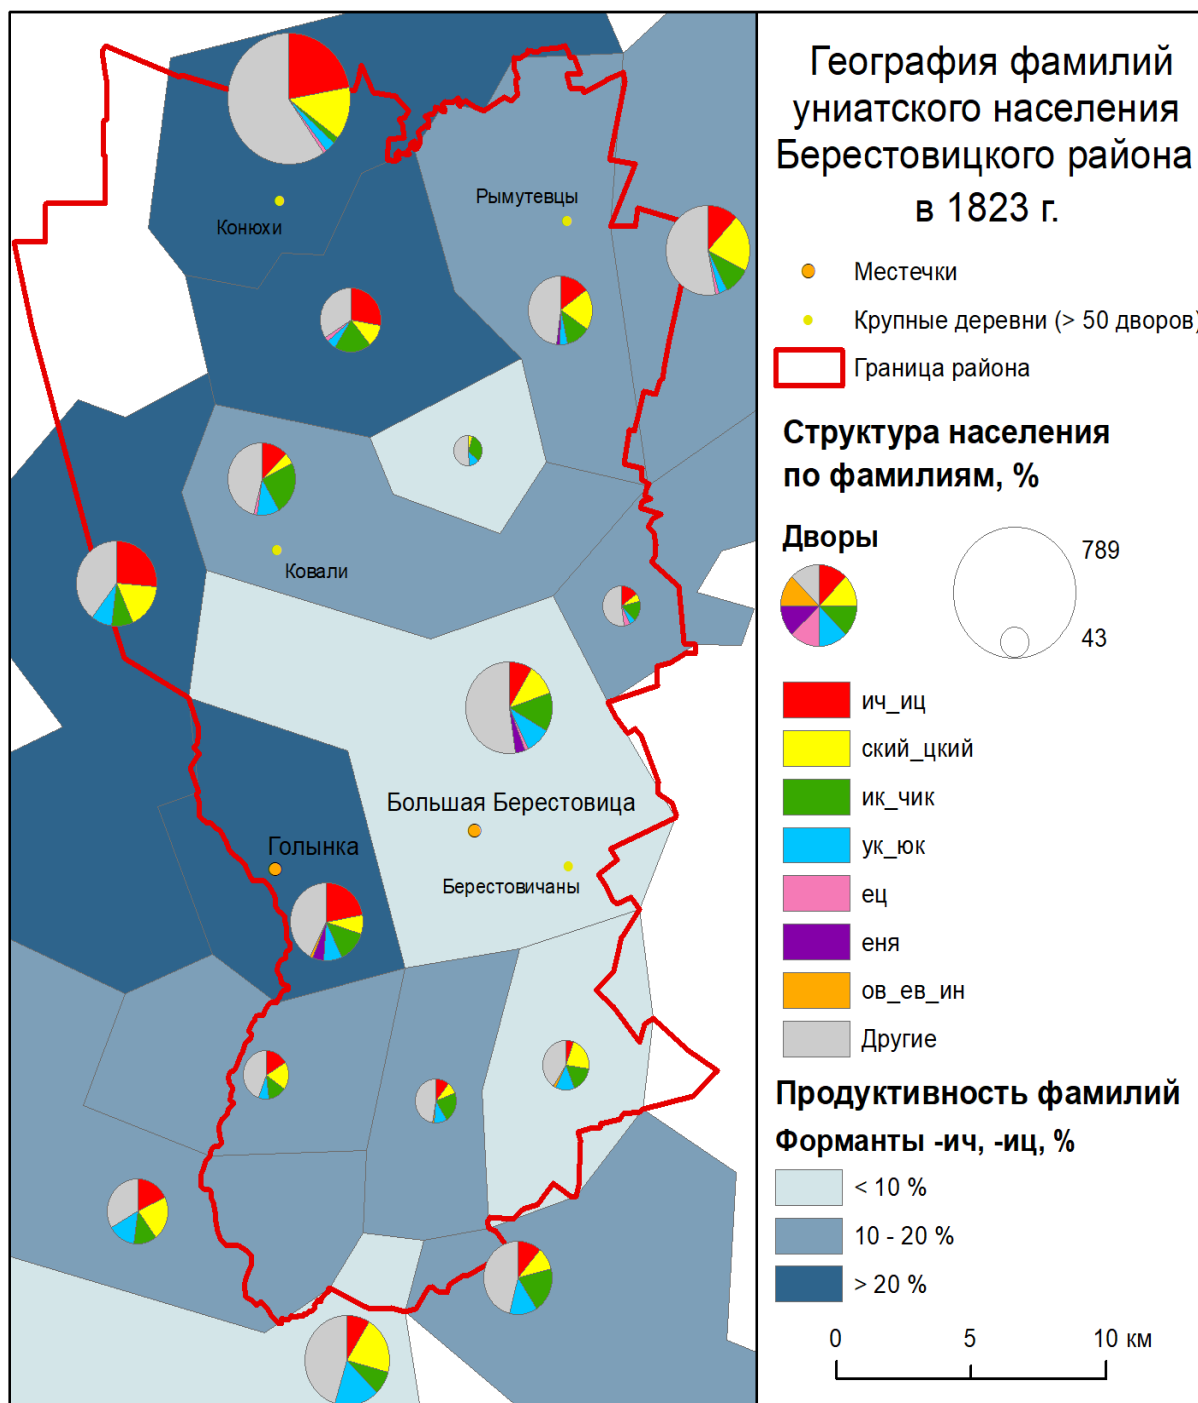 География фамилий
униатского населения
Берестовицкого района
в 1823 г.
Местечки
Крупные деревни (> 50 дворов)
Граница района
Структура населения
по фамилиям, %
Дворы
789
43
ич_иц
ский_цкий
ик_чик
ук_юк
ец
еня
ов_ев_ин
Другие
Продуктивность фамилий
Форманты -ич, -иц, %
< 10 %
10 - 20 %
> 20 %
0 5 10 км
Рымутевцы
Конюхи
Ковали
Большая Берестовица
Голынка
Берестовичаны